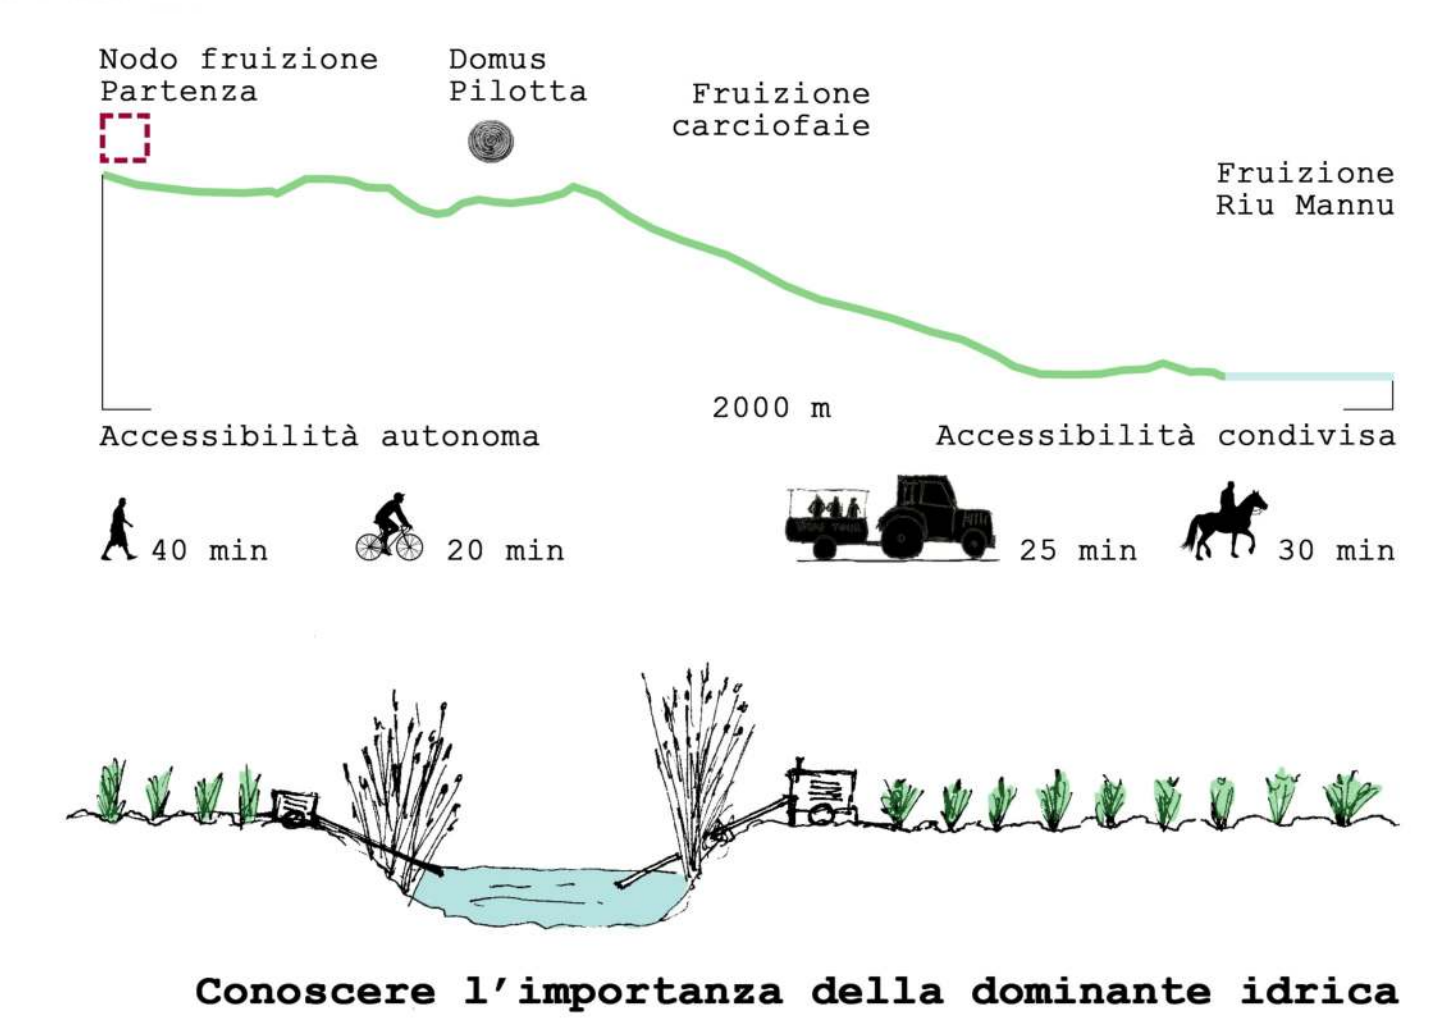 Nodo fruizione
Partenza
Domus
Pilotta
Fruizione
carciofaie
Fruizione
Riu Mannu
2000 m
Accessibilità autonoma
Accessibilità condivisa
40 min
20 min
25 min
30 min
Conoscere l'importanza della dominante idrica